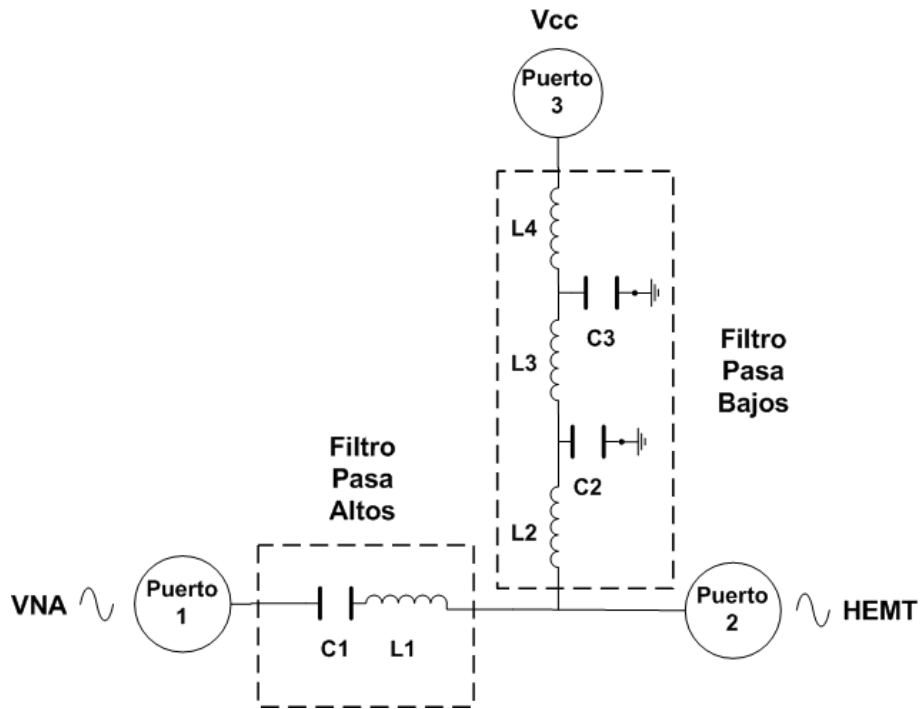 Vcc
Puerto
3
L4
C3
L3
Filtro
Pasa
Bajos
C2
L2
Filtro
Pasa
Altos
VNA
Puerto
1
C1
L1
Puerto
2
HEMT